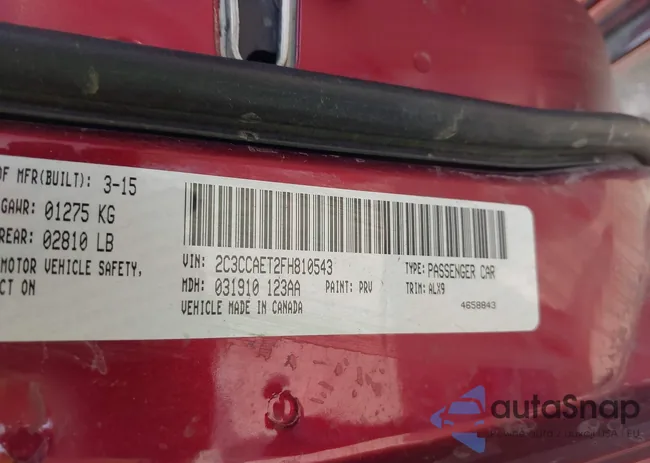 OF MFR(BUILT): 3-15
GAWR: 01275 KG
REAR: 02810 LB
MOTOR VEHICLE SAFETY,
CT ON
VIN: 2C3CCAET2FH810543
TYPE: PASSENGER CAR
MDH: 031910 123AA
PAINT: PRV
TRIM: ALX9
VEHICLE MADE IN CANADA
4658843
autaSnap